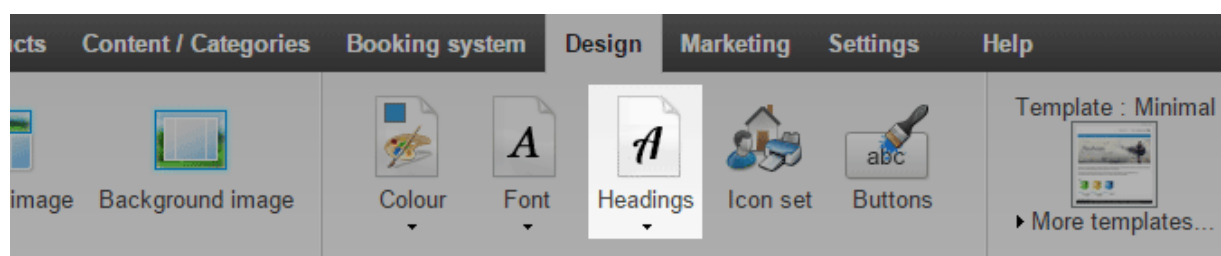 ucts Content / Categories Booking system Design Marketing Settings Help
image Background image Colour Font Headings Icon set Buttons
A A abc
Template : Minimal
More templates...